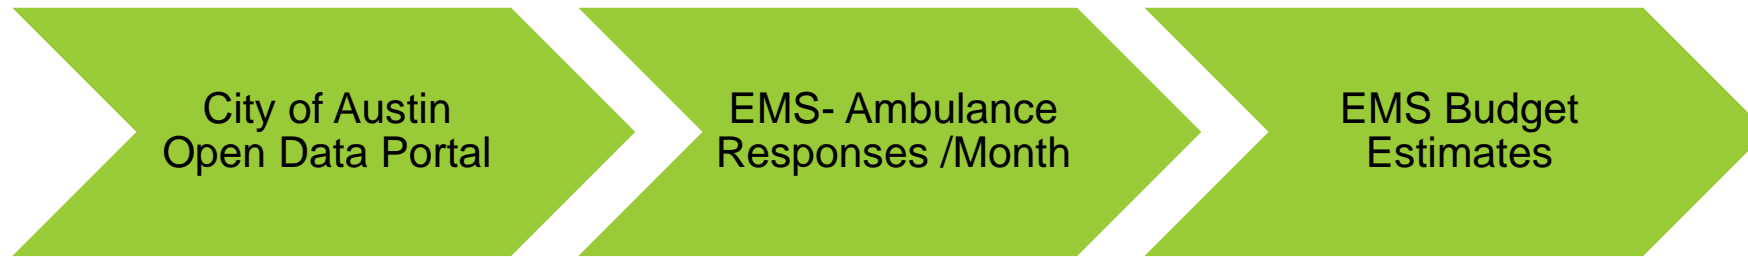 City of Austin
Open Data Portal
EMS- Ambulance
Responses /Month
EMS Budget
Estimates